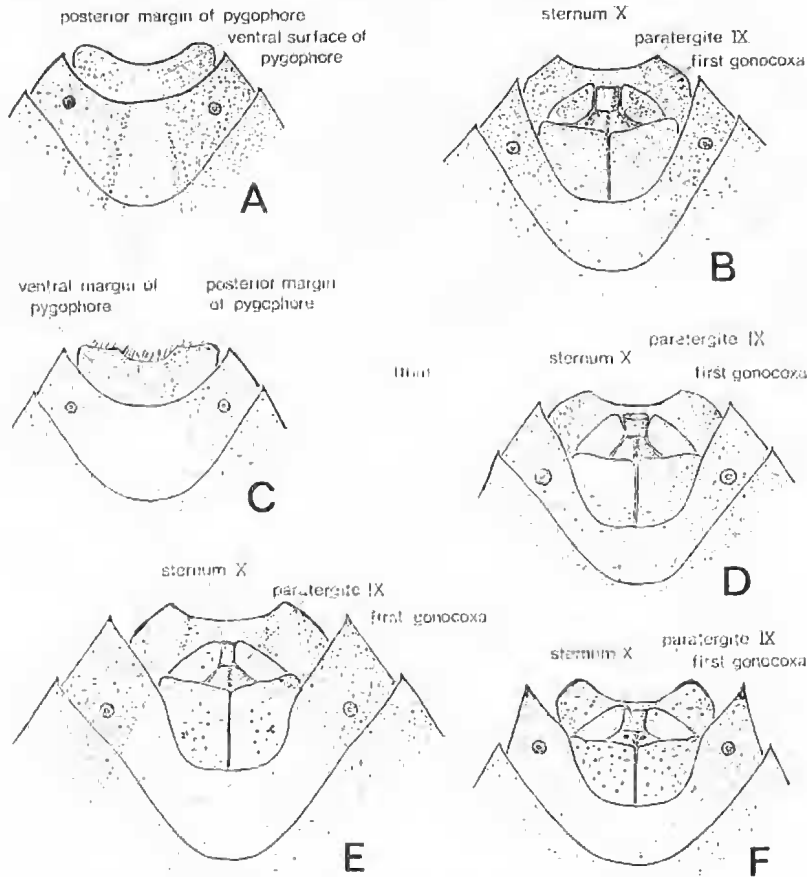 posterior margin of pygophore
ventral surface of
pygophore
A
sternum X
paratergite IX
first gonocoxa
B
ventral margin of
pygophore
posterior margin
of pygophore
C
sternum X
paratergite IX
first gonocoxa
D
sternum X
paratergite IX
first gonocoxa
E
sternum X
paratergite IX
first gonocoxa
F